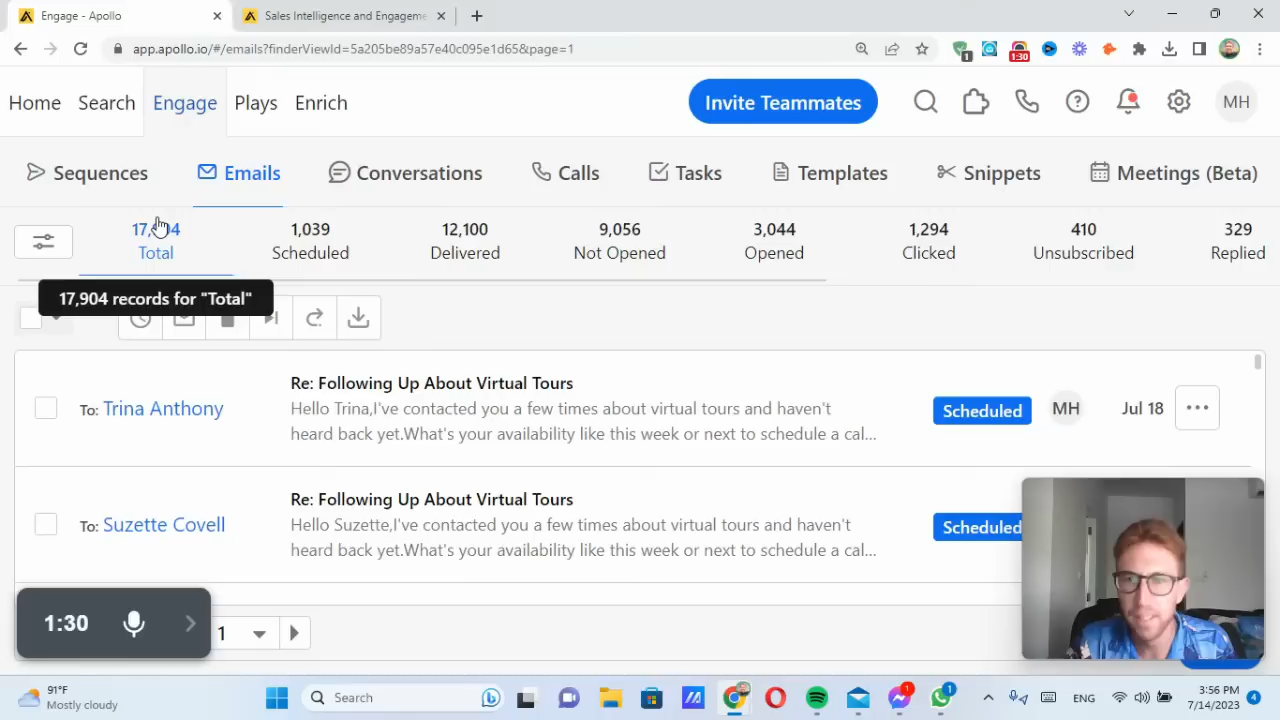 Engage - Apollo
Sales Intelligence and Engageme
app.apollo.io/#/emails?finderViewId=5a205be89a57e40c095e1d65&page=1
1
1:30
Home Search Engage Plays Enrich
Invite Teammates
MH
Sequences Emails Conversations Calls Tasks Templates Snippets Meetings (Beta)
1,039 12,100 9,056 3,044 1,294 410 329
Total Scheduled Delivered Not Opened Opened Clicked Unsubscribed Replied
17,904 records for "Total"
Re: Following Up About Virtual Tours
To: Trina Anthony
Hello Trina,I've contacted you a few times about virtual tours and haven't
heard back yet.What's your availability like this week or next to schedule a cal...
Scheduled MH Jul 18
Re: Following Up About Virtual Tours
To: Suzette Covell
Hello Suzette,I've contacted you a few times about virtual tours and haven't
heard back yet.What's your availability like this week or next to schedule a cal...
Scheduled
1:30
1
91°F
Mostly cloudy
Search
1
1
ENG
3:56 PM
7/14/2023
4